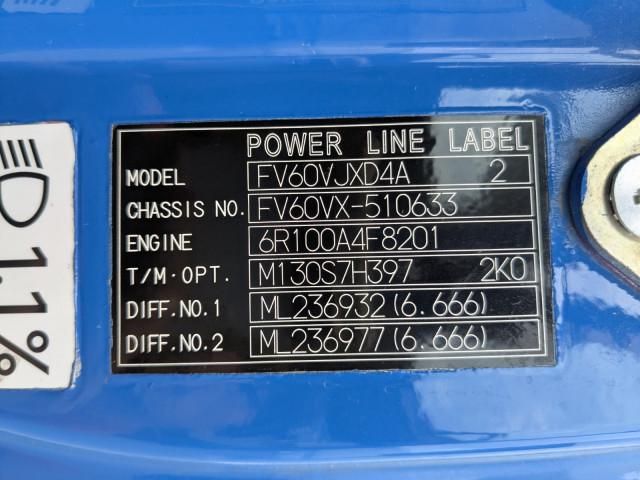 POWER LINE LABEL
MODEL FV60VJXD4A 2
CHASSIS NO. FV60VX-510633
ENGINE 6R100A4F8201
T/M·OPT. M130S7H397 2K0
DIFF.NO.1 ML236932(6.666)
DIFF.NO.2 ML236977(6.666)
1.1%